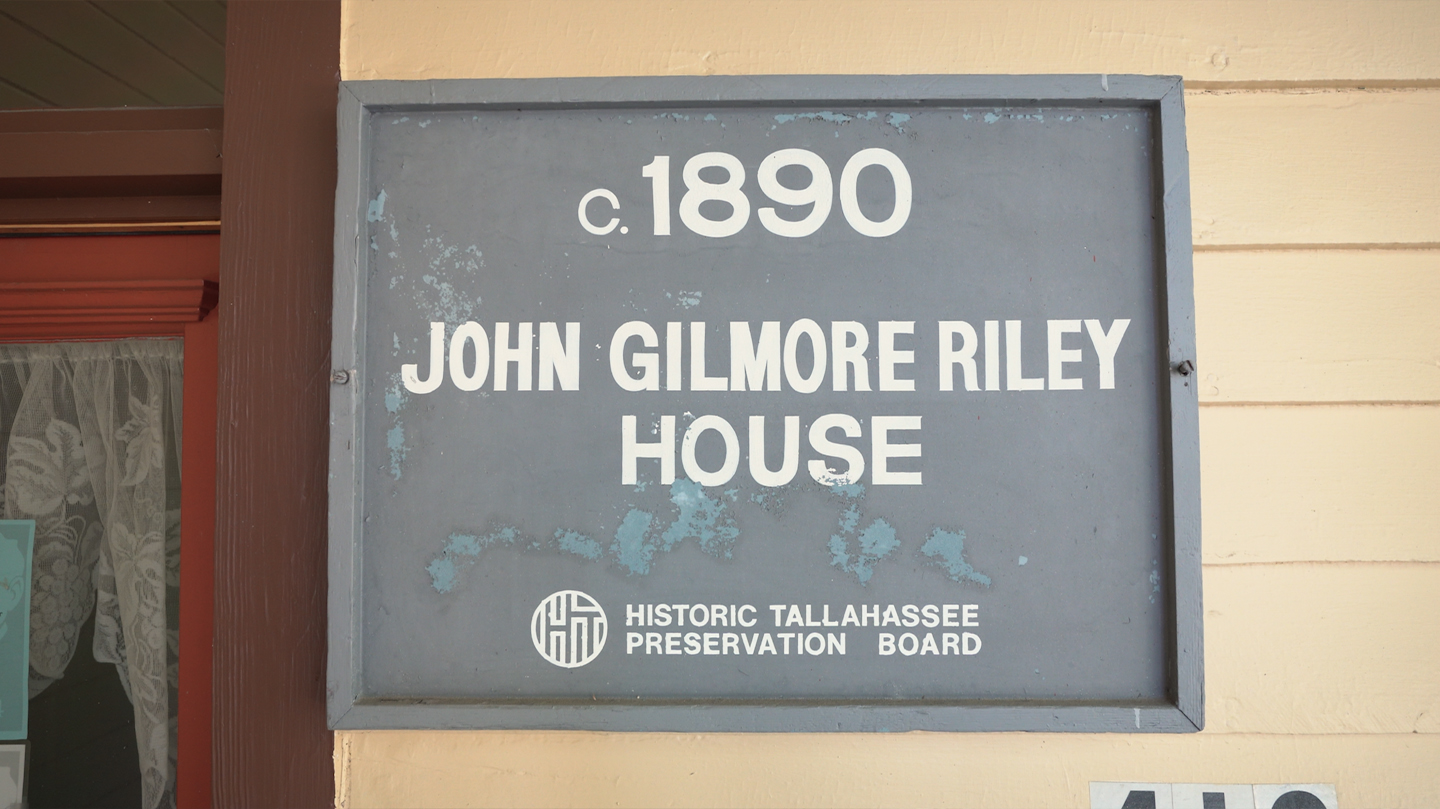 c. 1890
JOHN GILMORE RILEY
HOUSE
HISTORIC TALLAHASSEE
PRESERVATION BOARD